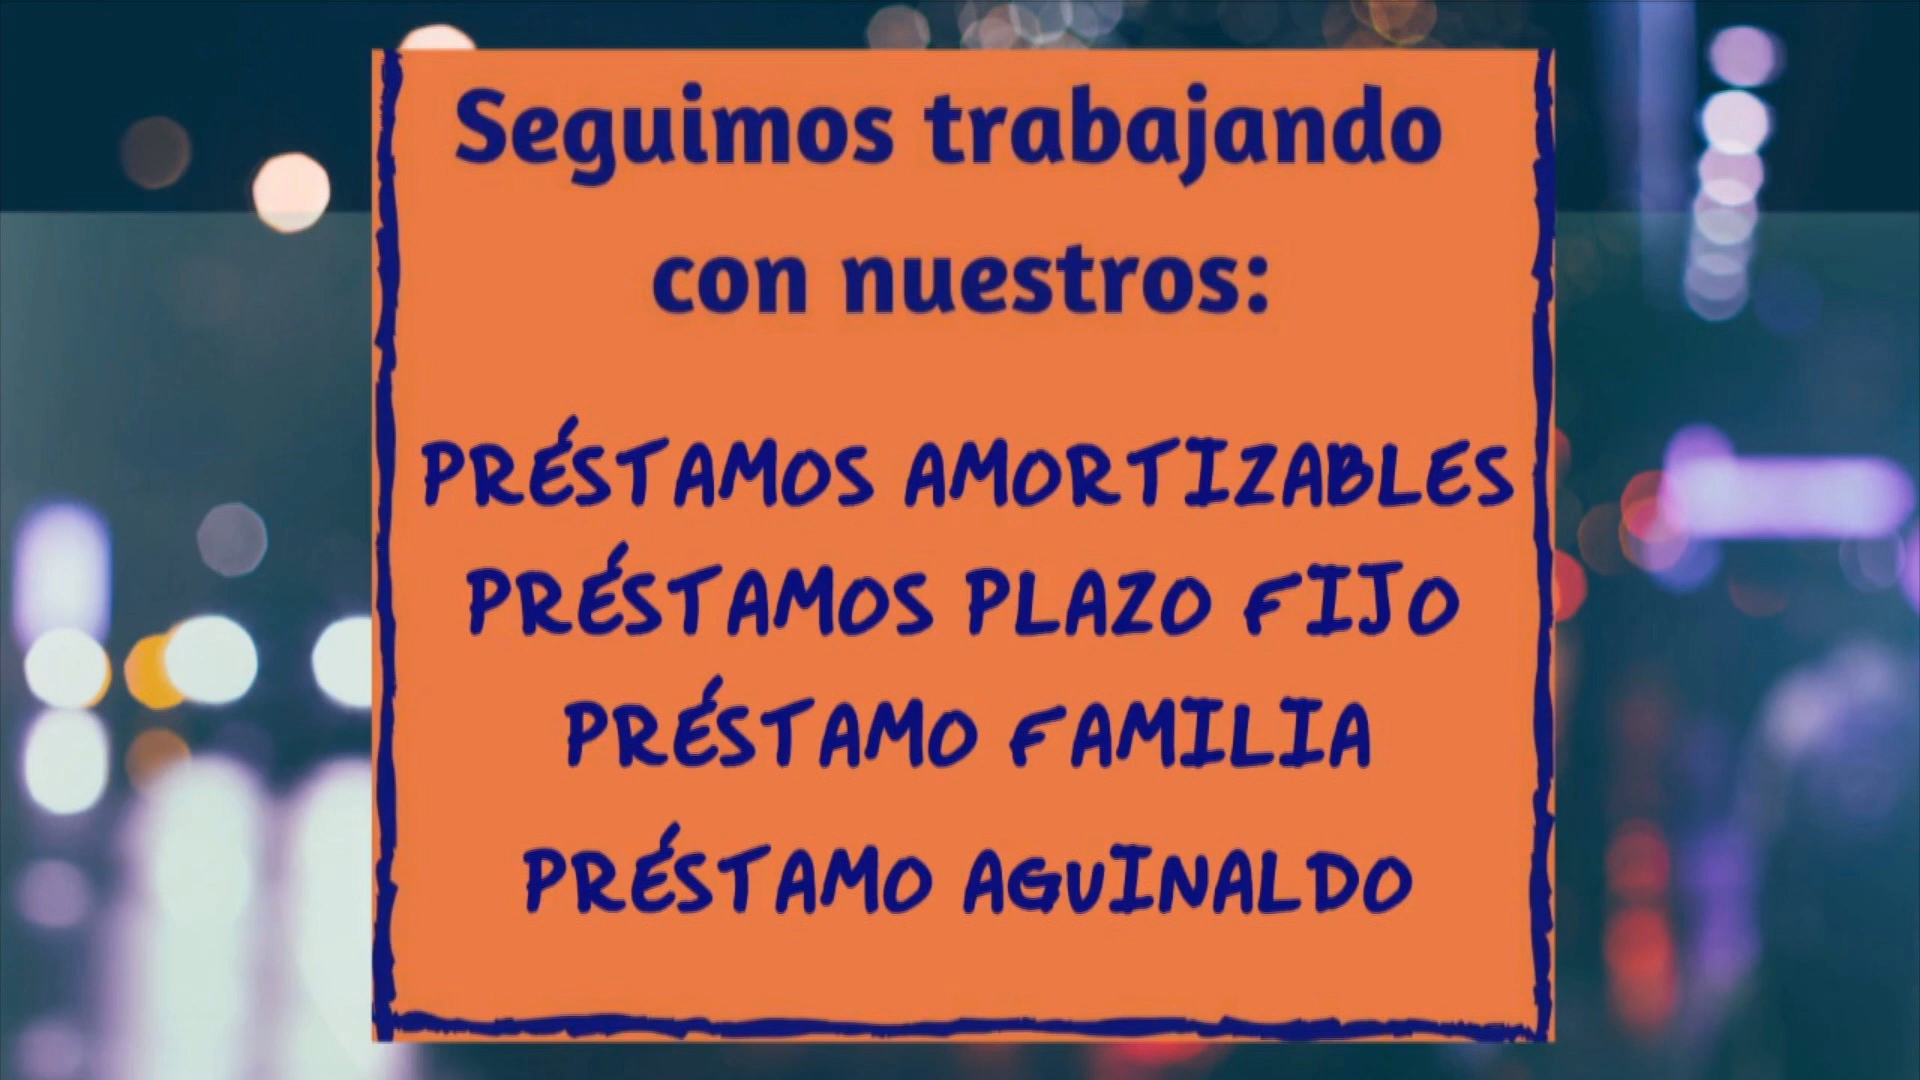 Seguimos trabajando
con nuestros:
PRÉSTAMOS AMORTIZABLES
PRÉSTAMOS PLAZO FIJO
PRÉSTAMO FAMILIA
PRÉSTAMO AGUINALDO